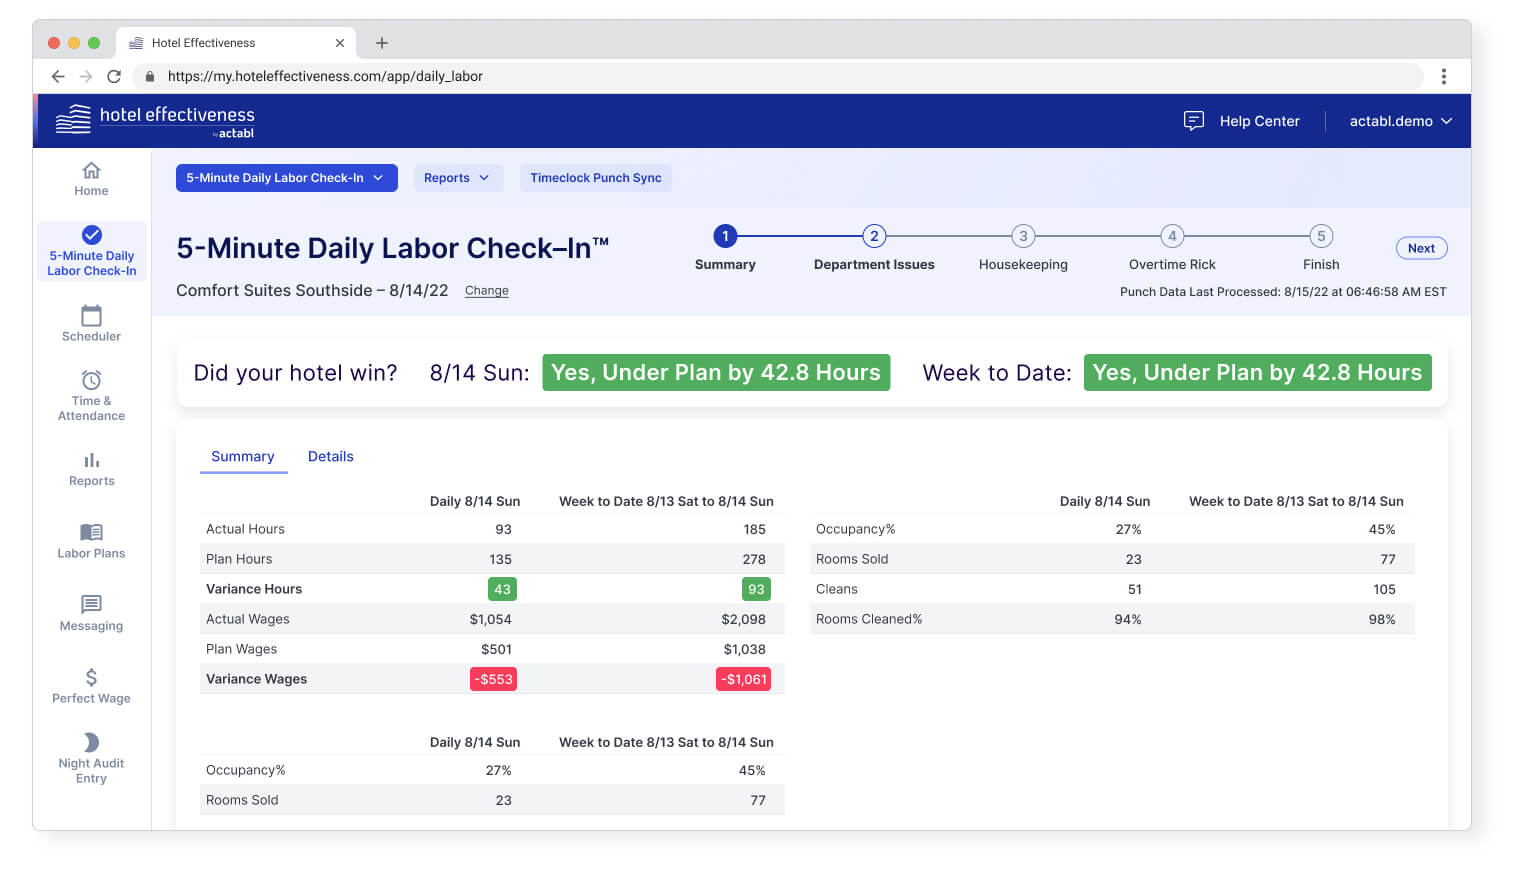 Hotel Effectiveness
https://my.hoteleffectiveness.com/app/daily_labor
hotel effectiveness
by actabl
Help Center
actabl.demo
Home
5-Minute Daily
Labor Check-In
Scheduler
Time &
Attendance
Reports
Labor Plans
Messaging
Perfect Wage
Night Audit
Entry
5-Minute Daily Labor Check-In
Reports
Timeclock Punch Sync
5-Minute Daily Labor Check–In™
Comfort Suites Southside – 8/14/22 Change
1 2 3 4 5
Summary Department Issues Housekeeping Overtime Rick Finish
Next
Punch Data Last Processed: 8/15/22 at 06:46:58 AM EST
Did your hotel win? 8/14 Sun: Yes, Under Plan by 42.8 Hours Week to Date: Yes, Under Plan by 42.8 Hours
Summary Details
Daily 8/14 Sun Week to Date 8/13 Sat to 8/14 Sun
Actual Hours 93 185
Plan Hours 135 278
Variance Hours 43 93
Actual Wages $1,054 $2,098
Plan Wages $501 $1,038
Variance Wages -$553 -$1,061
Daily 8/14 Sun Week to Date 8/13 Sat to 8/14 Sun
Occupancy% 27% 45%
Rooms Sold 23 77
Cleans 51 105
Rooms Cleaned% 94% 98%
Daily 8/14 Sun Week to Date 8/13 Sat to 8/14 Sun
Occupancy% 27% 45%
Rooms Sold 23 77